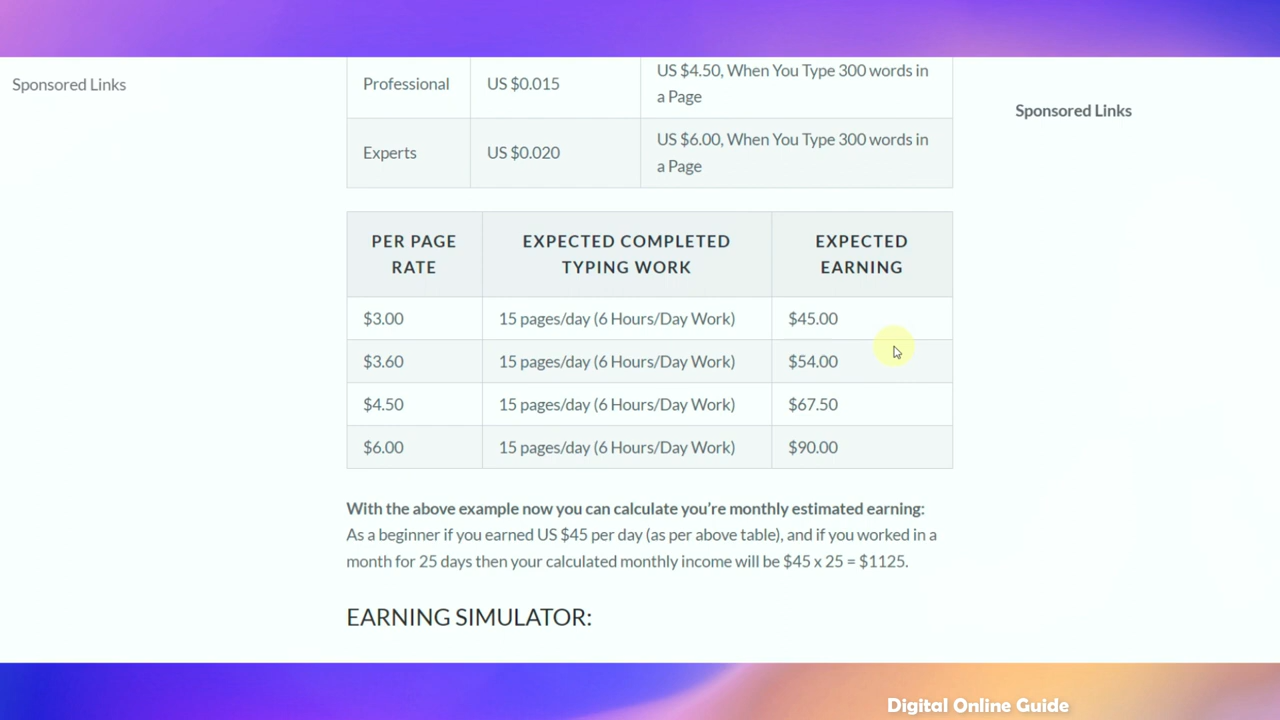 Sponsored Links
Professional
US $0.015
US $4.50, When You Type 300 words in
a Page
Sponsored Links
Experts
US $0.020
US $6.00, When You Type 300 words in
a Page
PER PAGE
RATE
EXPECTED COMPLETED
TYPING WORK
EXPECTED
EARNING
$3.00
15 pages/day (6 Hours/Day Work)
$45.00
$3.60
15 pages/day (6 Hours/Day Work)
$54.00
$4.50
15 pages/day (6 Hours/Day Work)
$67.50
$6.00
15 pages/day (6 Hours/Day Work)
$90.00
With the above example now you can calculate you’re monthly estimated earning:
As a beginner if you earned US $45 per day (as per above table), and if you worked in a
month for 25 days then your calculated monthly income will be $45 x 25 = $1125.
EARNING SIMULATOR:
Digital Online Guide